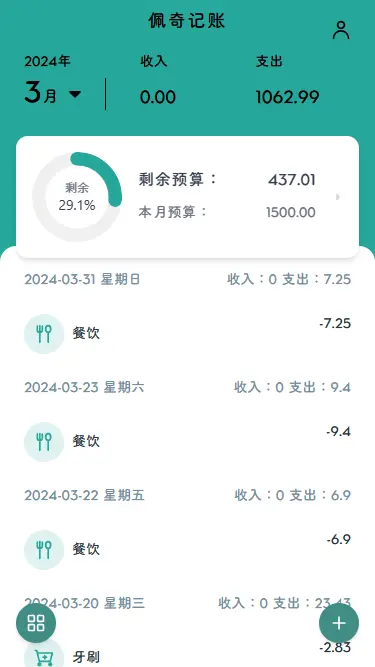 佩奇记账
2024年 收入 支出
3月 0.00 1062.99
剩余
29.1%
剩余预算： 437.01
本月预算： 1500.00
2024-03-31 星期日 收入：0 支出：7.25
餐饮 -7.25
2024-03-23 星期六 收入：0 支出：9.4
餐饮 -9.4
2024-03-22 星期五 收入：0 支出：6.9
餐饮 -6.9
2024-03-20 星期三 收入：0 支出：23.43
牙刷 -2.83